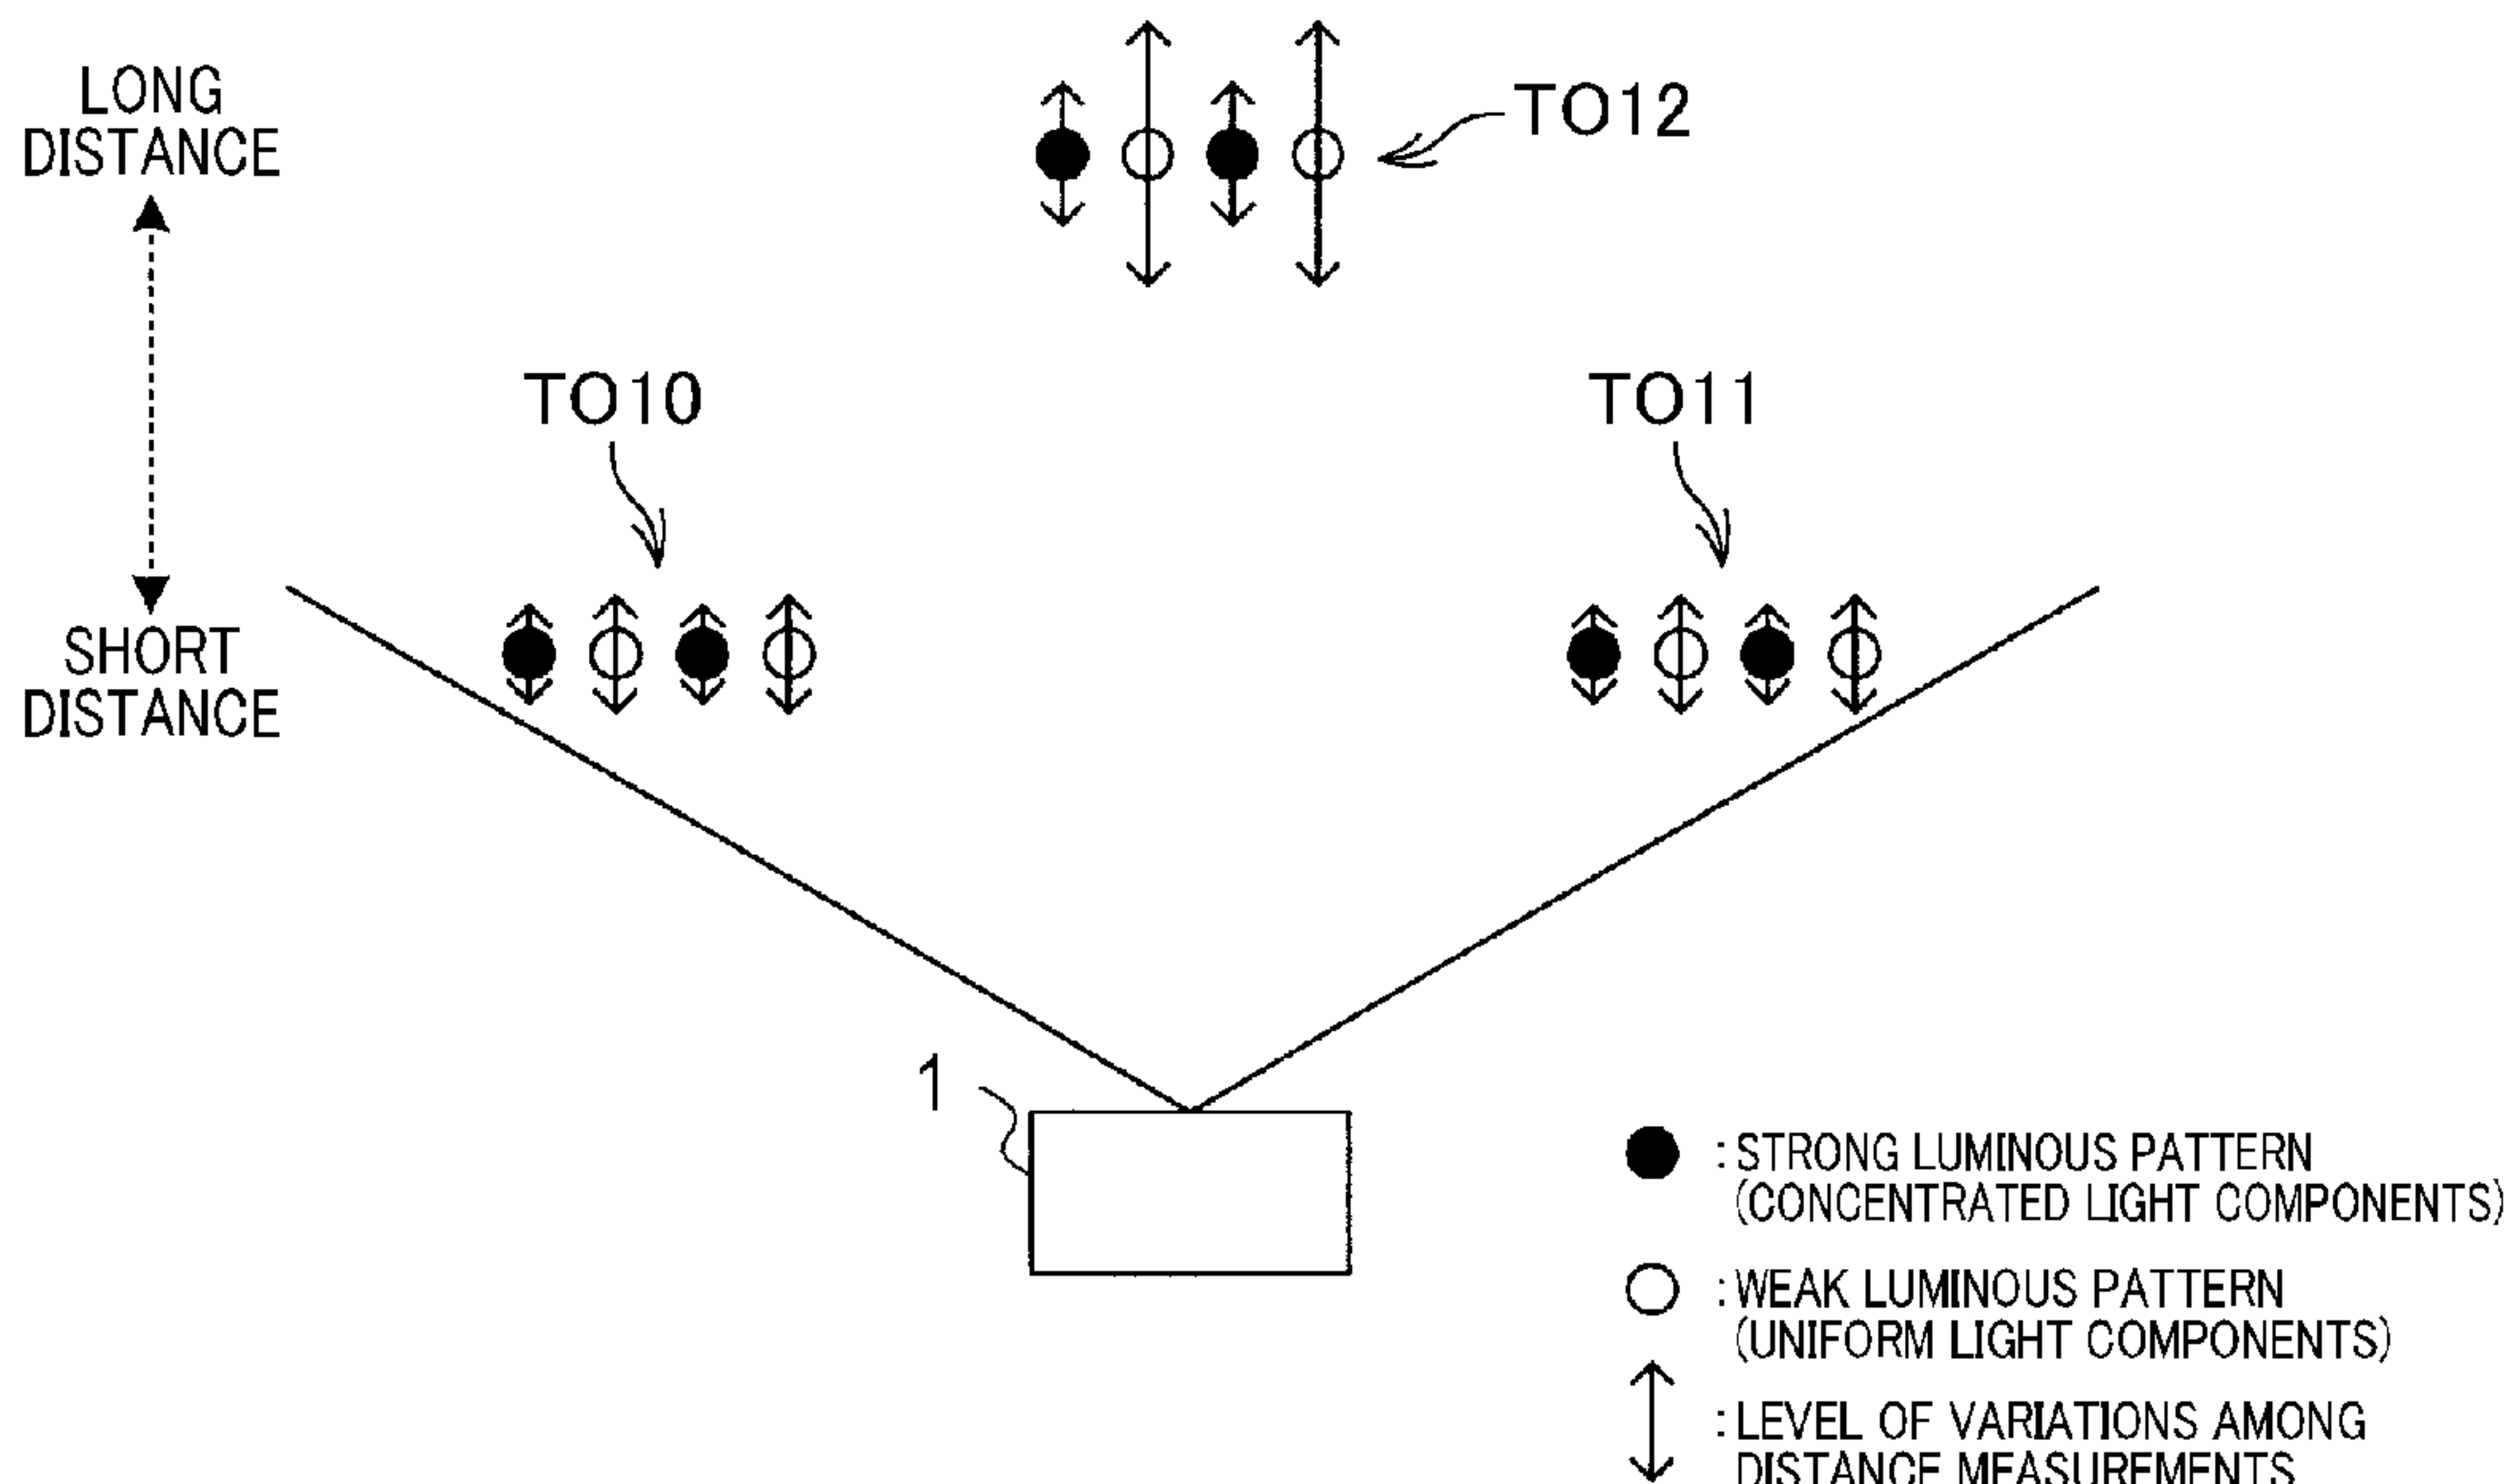 LONG
DISTANCE
TO12
TO10
TO11
SHORT
DISTANCE
1
: STRONG LUMINOUS PATTERN
(CONCENTRATED LIGHT COMPONENTS)
: WEAK LUMINOUS PATTERN
(UNIFORM LIGHT COMPONENTS)
: LEVEL OF VARIATIONS AMONG
DISTANCE MEASUREMENTS